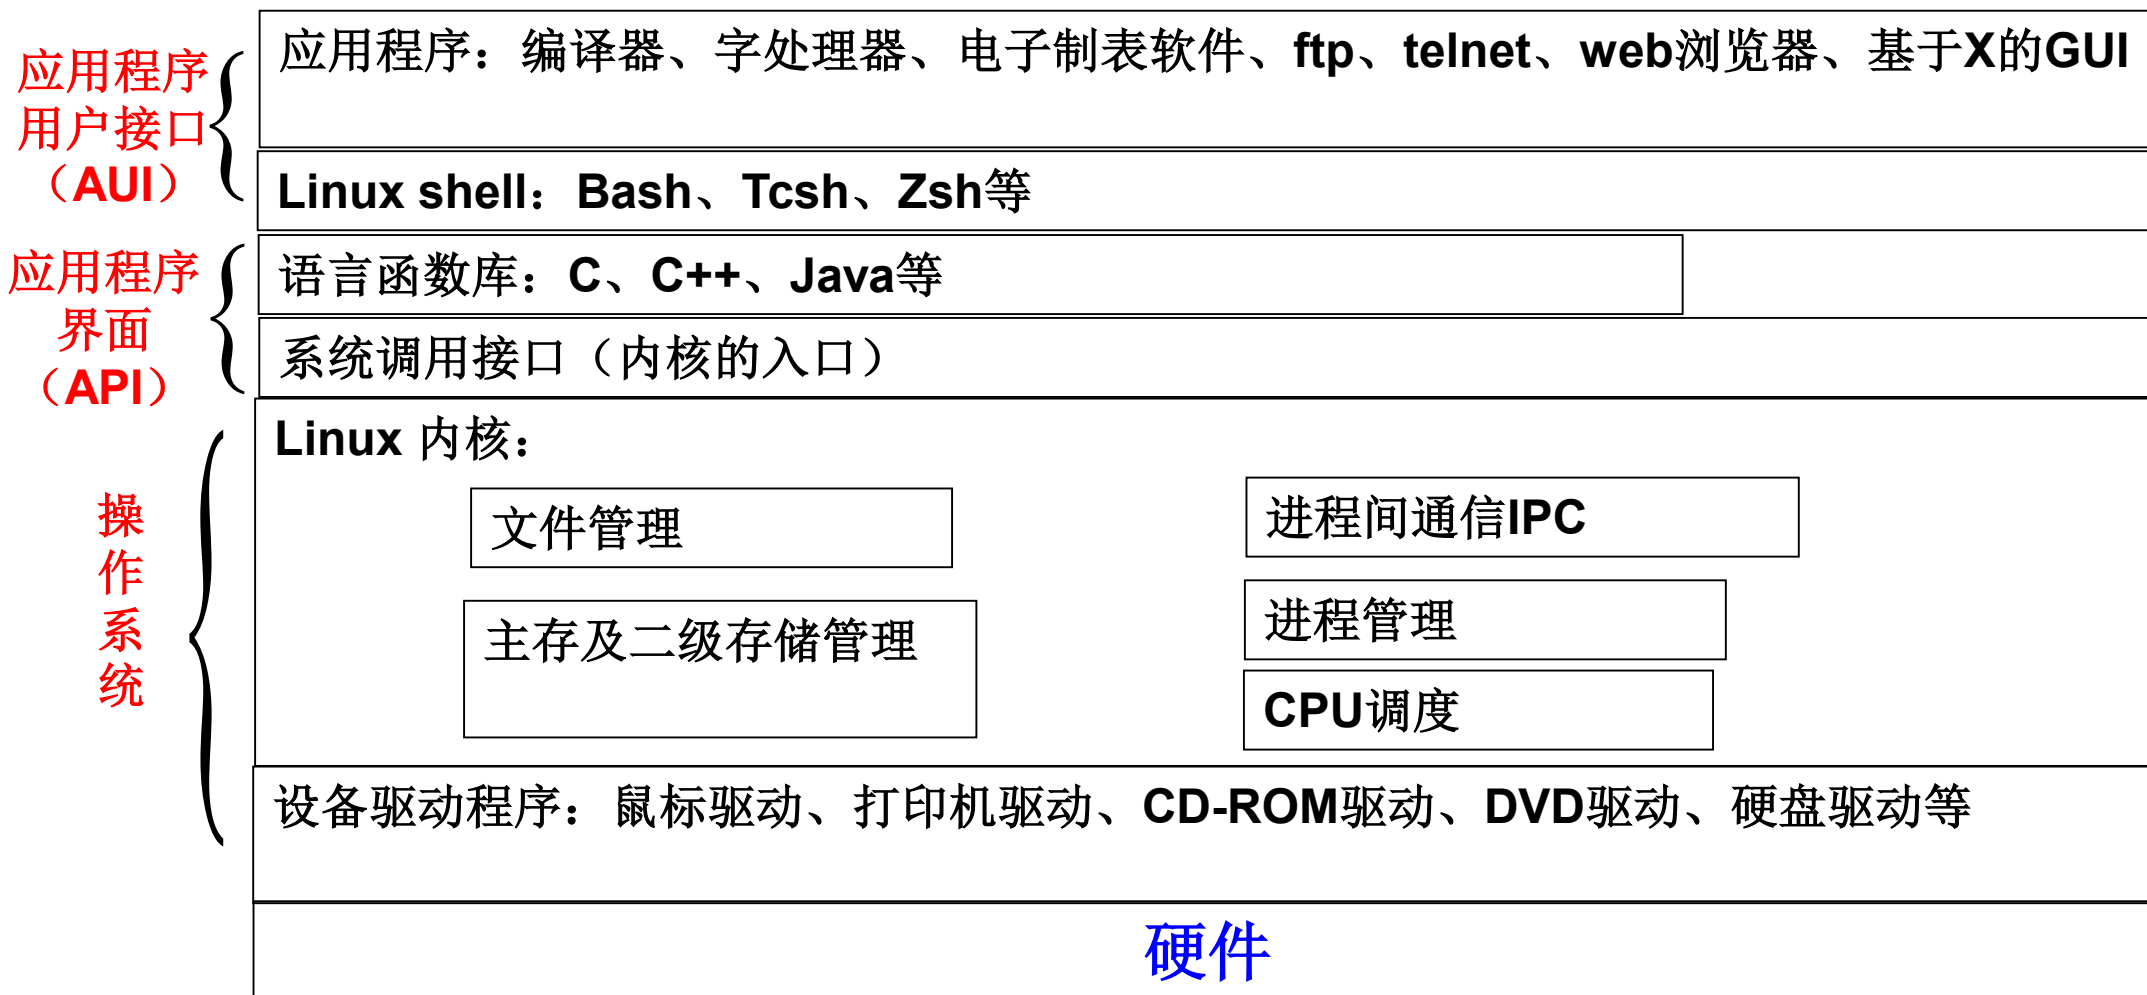 应用程序
用户接口
（AUI）
应用程序：编译器、字处理器、电子制表软件、ftp、telnet、web浏览器、基于X的GUI
Linux shell：Bash、Tcsh、Zsh等
应用程序
界面
（API）
语言函数库：C、C++、Java等
系统调用接口（内核的入口）
操
作
系
统
Linux 内核：
文件管理
进程间通信IPC
主存及二级存储管理
进程管理
CPU调度
设备驱动程序：鼠标驱动、打印机驱动、CD-ROM驱动、DVD驱动、硬盘驱动等
硬件